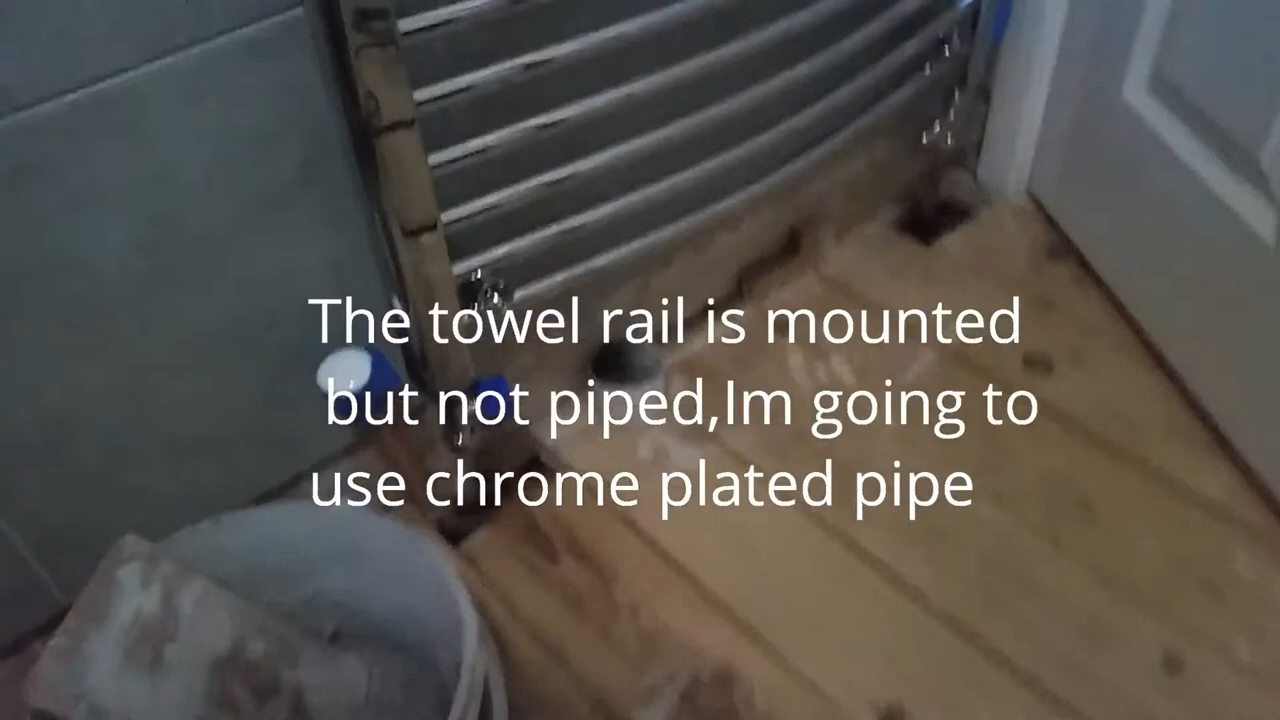 The towel rail is mounted
but not piped,Im going to
use chrome plated pipe